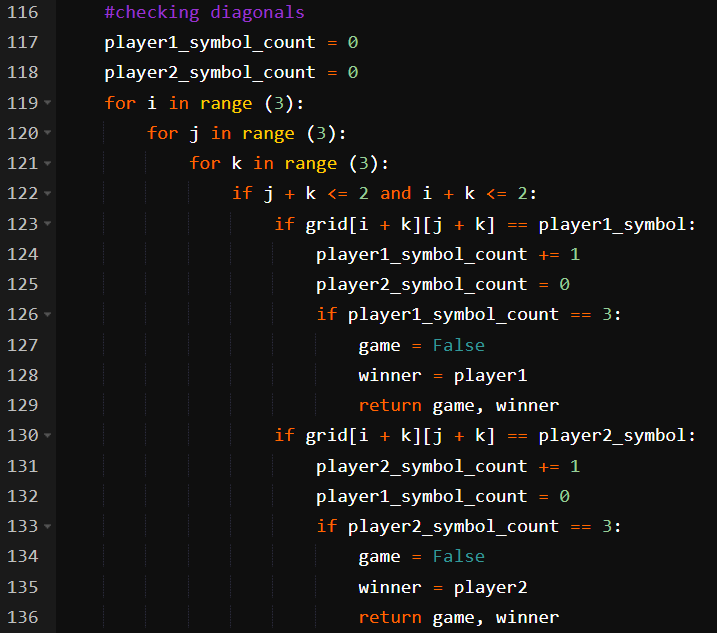 116 #checking diagonals
117 player1_symbol_count = 0
118 player2_symbol_count = 0
119 for i in range (3):
120 for j in range (3):
121 for k in range (3):
122 if j + k <= 2 and i + k <= 2:
123 if grid[i + k][j + k] == player1_symbol:
124 player1_symbol_count += 1
125 player2_symbol_count = 0
126 if player1_symbol_count == 3:
127 game = False
128 winner = player1
129 return game, winner
130 if grid[i + k][j + k] == player2_symbol:
131 player2_symbol_count += 1
132 player1_symbol_count = 0
133 if player2_symbol_count == 3:
134 game = False
135 winner = player2
136 return game, winner